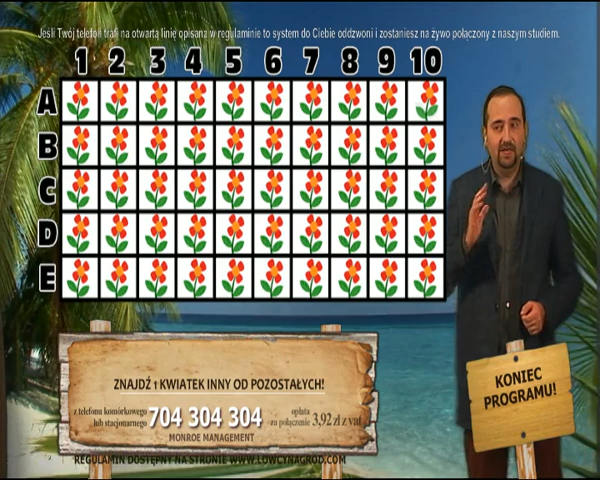 Jeśli Twój telefon trafi na otwartą linię opisana w regulaminie to system do Ciebie oddzwoni i zostaniesz na żywo połączony z naszym studiem.
1 2 3 4 5 6 7 8 9 10
A
B
C
D
E
ZNAJDŹ 1 KWIATEK INNY OD POZOSTAŁYCH!
z telefonu komórkowego lub stacjonarnego 704 304 304 opłata za połączenie 3,92 zł z vat
MONROE MANAGEMENT
REGULAMIN DOSTĘPNY NA STRONIE WWW.LOWCYNAGROD.COM
KONIEC
PROGRAMU!